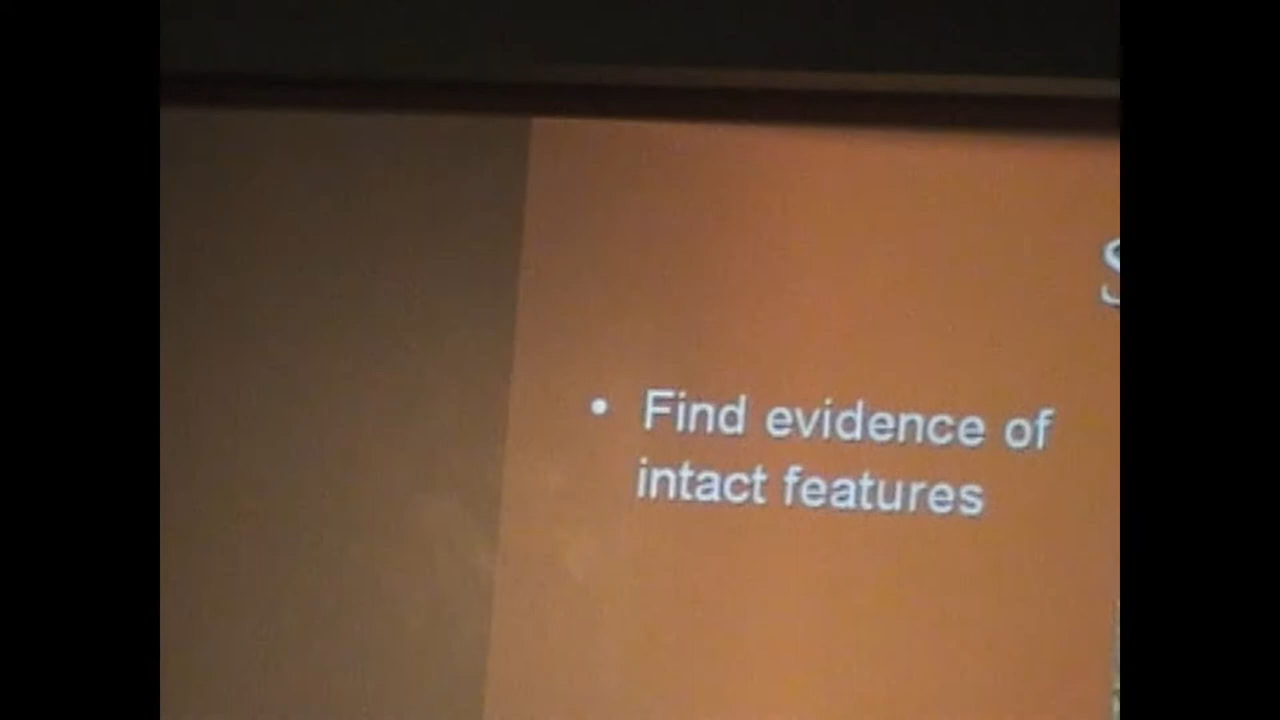 • Find evidence of
intact features